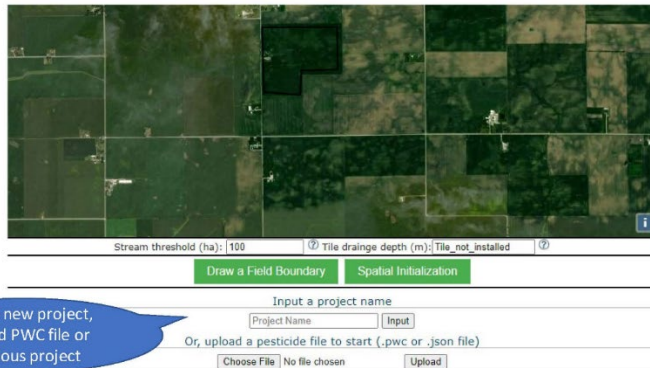 i
Stream threshold (ha): 100 ? Tile drainge depth (m): Tile_not_installed ?
Draw a Field Boundary Spatial Initialization
Input a project name
Project Name Input
Or, upload a pesticide file to start (.pwc or .json file)
Choose File No file chosen Upload
new project,
d PWC file or
ous project